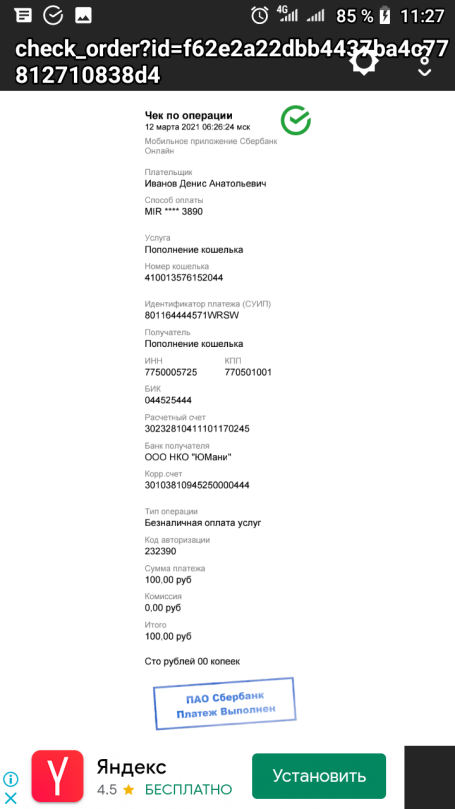 4G
85 %
11:27
check_order?id=f62e2a22dbb4437ba4c77
812710838d4
Чек по операции
12 марта 2021 06:26:24 мск
Мобильное приложение Сбербанк
Онлайн
Плательщик
Иванов Денис Анатольевич
Способ оплаты
MIR **** 3890
Услуга
Пополнение кошелька
Номер кошелька
410013576152044
Идентификатор платежа (СУИП)
801164444571WRSW
Получатель
Пополнение кошелька
ИНН КПП
7750005725 770501001
БИК
044525444
Расчетный счет
30232810411101170245
Банк получателя
ООО НКО "ЮМани"
Корр.счет
30103810945250000444
Тип операции
Безналичная оплата услуг
Код авторизации
232390
Сумма платежа
100,00 руб
Комиссия
0,00 руб
Итого
100,00 руб
Сто рублей 00 копеек
ПАО Сбербанк
Платеж Выполнен
Яндекс
4.5 ★ БЕСПЛАТНО
Установить